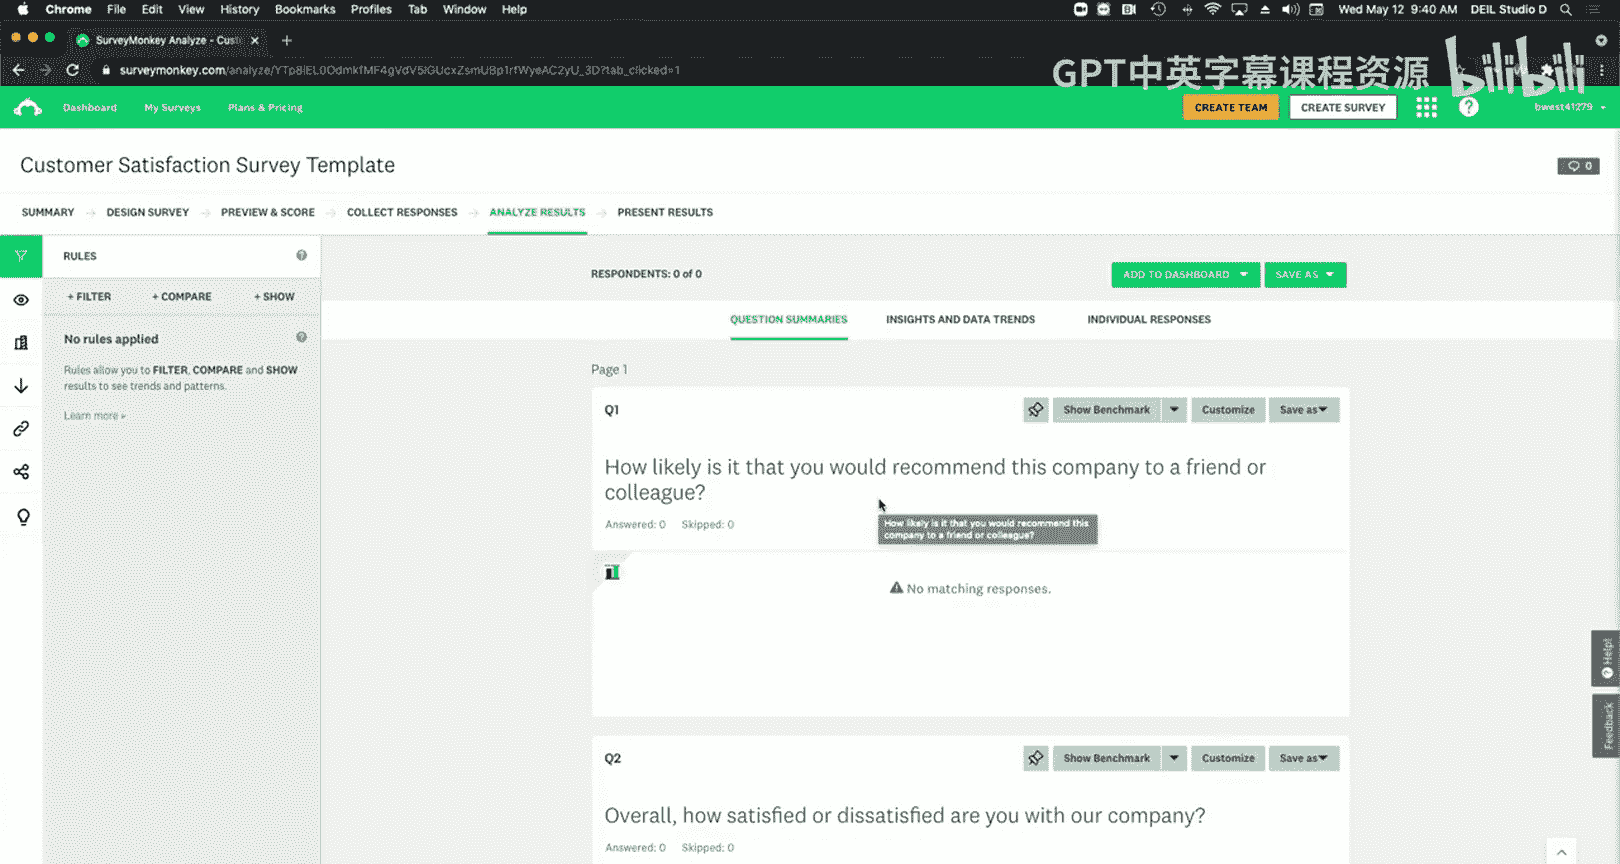 Chrome File Edit View History Bookmarks Profiles Tab Window Help Wed May 12 9:40 AM DEIL Studio D
SurveyMonkey Analyze - Cust
GPT中英字幕课程资源 bilibili
Dashboard My Surveys Plans & Pricing CREATE TEAM CREATE SURVEY ? bwest41279
Customer Satisfaction Survey Template 0
SUMMARY DESIGN SURVEY PREVIEW & SCORE COLLECT RESPONSES ANALYZE RESULTS PRESENT RESULTS
RULES
+ FILTER + COMPARE + SHOW
No rules applied
Rules allow you to FILTER, COMPARE and SHOW
results to see trends and patterns.
Learn more »
RESPONDENTS: 0 of 0 ADD TO DASHBOARD SAVE AS
QUESTION SUMMARIES INSIGHTS AND DATA TRENDS INDIVIDUAL RESPONSES
Page 1
Q1 Show Benchmark Customize Save as
How likely is it that you would recommend this company to a friend or
colleague?
Answered: 0 Skipped: 0
How likely is it that you would recommend this
company to a friend or colleague?
No matching responses.
Q2 Show Benchmark Customize Save as
Overall, how satisfied or dissatisfied are you with our company?
Answered: 0 Skipped: 0
Help!
Feedback